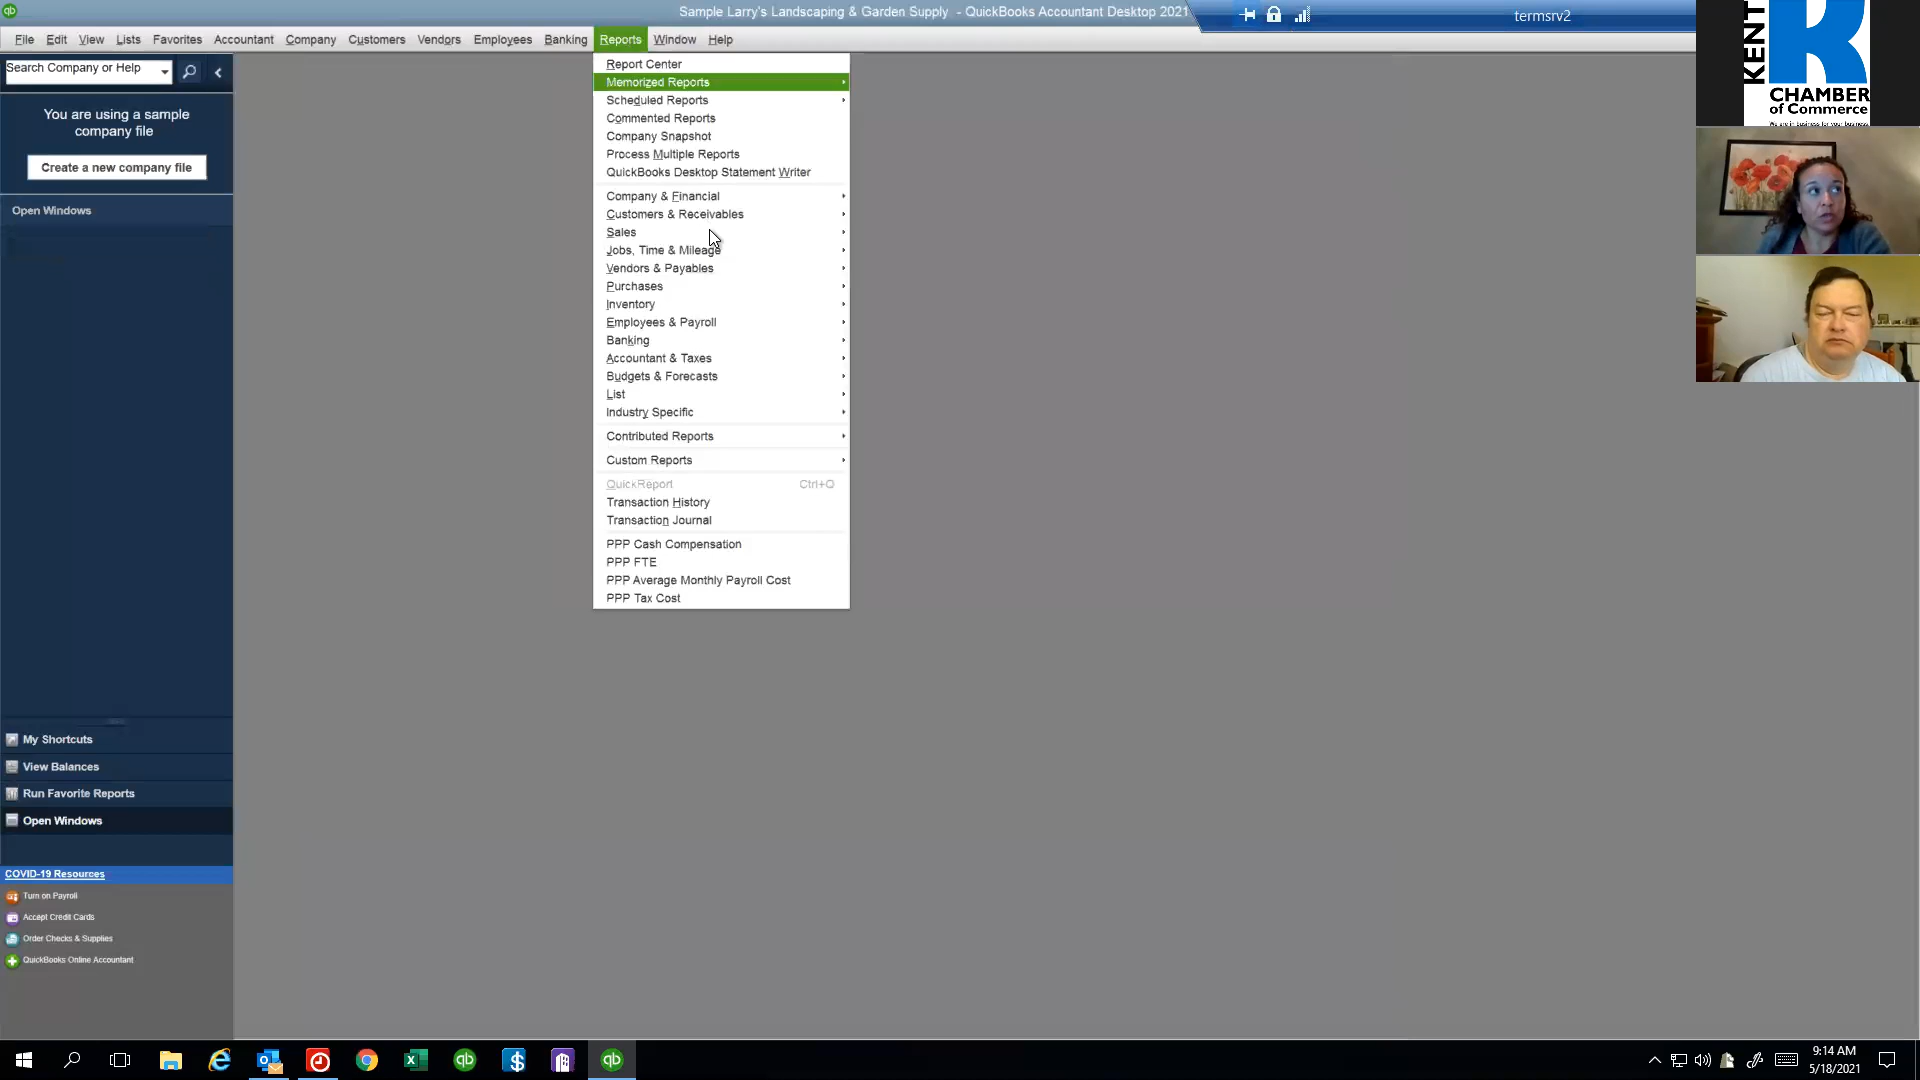 Sample Larry's Landscaping & Garden Supply - QuickBooks Accountant Desktop 2021
termsrv2
File Edit View Lists Favorites Accountant Company Customers Vendors Employees Banking Reports Window Help
Search Company or Help
You are using a sample
company file
Create a new company file
Open Windows
Report Center
Memorized Reports
Scheduled Reports
Commented Reports
Company Snapshot
Process Multiple Reports
QuickBooks Desktop Statement Writer
Company & Financial
Customers & Receivables
Sales
Jobs, Time & Mileage
Vendors & Payables
Purchases
Inventory
Employees & Payroll
Banking
Accountant & Taxes
Budgets & Forecasts
List
Industry Specific
Contributed Reports
Custom Reports
QuickReport Ctrl+Q
Transaction History
Transaction Journal
PPP Cash Compensation
PPP FTE
PPP Average Monthly Payroll Cost
PPP Tax Cost
My Shortcuts
View Balances
Run Favorite Reports
Open Windows
COVID-19 Resources
Turn on Payroll
Accept Credit Cards
Order Checks & Supplies
QuickBooks Online Accountant
KENT
CHAMBER
of Commerce
We are in business for your business
9:14 AM
5/18/2021